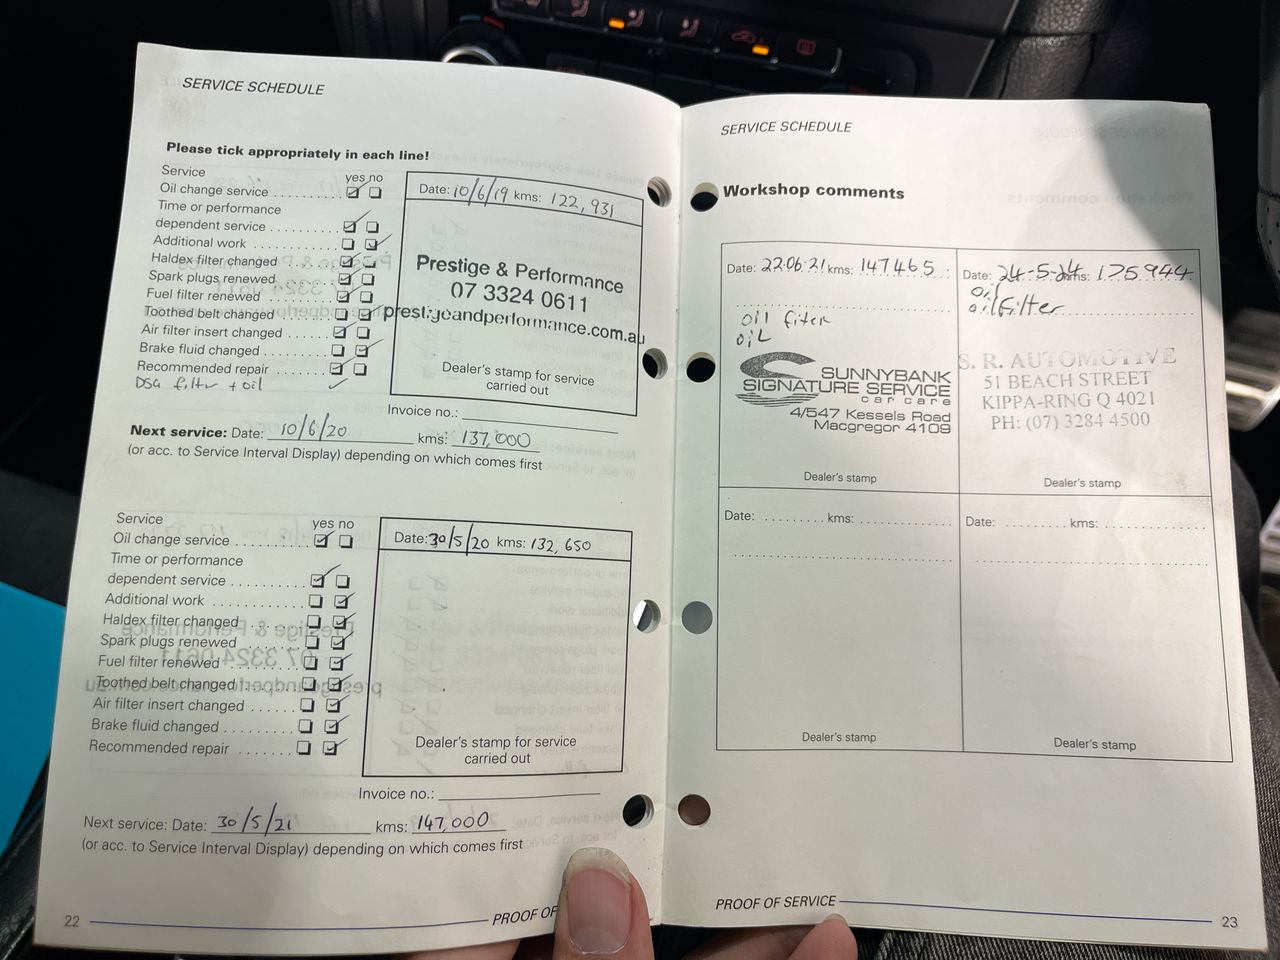 SERVICE SCHEDULE
Please tick appropriately in each line!
Service
yes no
Oil change service
Time or performance
dependent service
Additional work
Haldex filter changed
Spark plugs renewed
Fuel filter renewed
Toothed belt changed
Air filter insert changed
Brake fluid changed
Recommended repair
DSG filter + oil
Date: 10/6/19 kms: 122,931
Prestige & Performance
07 3324 0611
prestigeandperformance.com.au
Dealer's stamp for service
carried out
Invoice no.:
Next service: Date: 10/6/20 kms: 137,000
(or acc. to Service Interval Display) depending on which comes first
Service
yes no
Oil change service
Time or performance
dependent service
Additional work
Haldex filter changed
Spark plugs renewed
Fuel filter renewed
Toothed belt changed
Air filter insert changed
Brake fluid changed
Recommended repair
Date: 30/5/20 kms: 132,650
Dealer's stamp for service
carried out
Invoice no.:
Next service: Date: 30/5/21 kms: 147,000
(or acc. to Service Interval Display) depending on which comes first
22
PROOF OF
SERVICE SCHEDULE
Workshop comments
Date: 22.06.21 kms: 147465
oil filter
oil
SUNNYBANK
SIGNATURE SERVICE
car care
4/547 Kessels Road
Macgregor 4109
Dealer's stamp
Date: 24-5-24 kms: 175944
oil
oil filter
S. R. AUTOMOTIVE
51 BEACH STREET
KIPPA-RING Q 4021
PH: (07) 3284 4500
Dealer's stamp
Date: kms:
Dealer's stamp
Date: kms:
Dealer's stamp
PROOF OF SERVICE
23